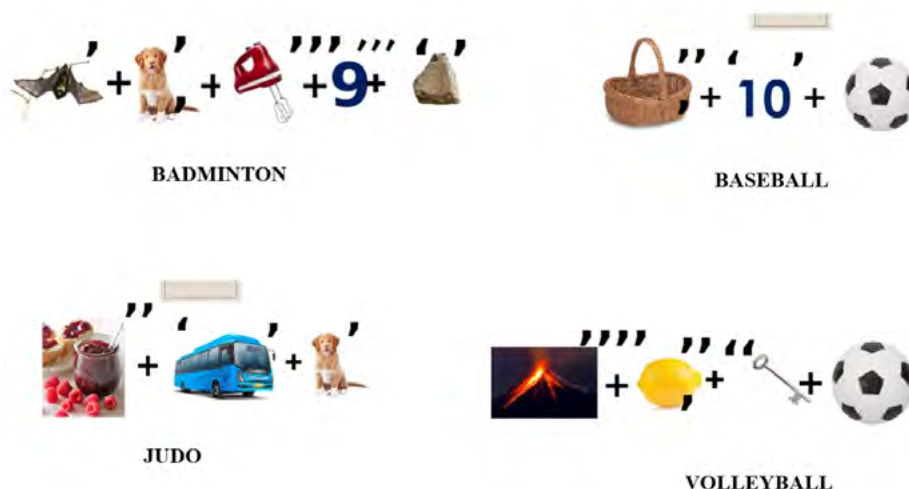 ’ + ’ , + ’’’ + 9 ’’’ + ‘ ’
BADMINTON
’’ , + ‘ 10 ’ +
BASEBALL
’’ + ‘ ’ + ’
JUDO
’’’’ + ’’ , + ‘‘ +
VOLLEYBALL